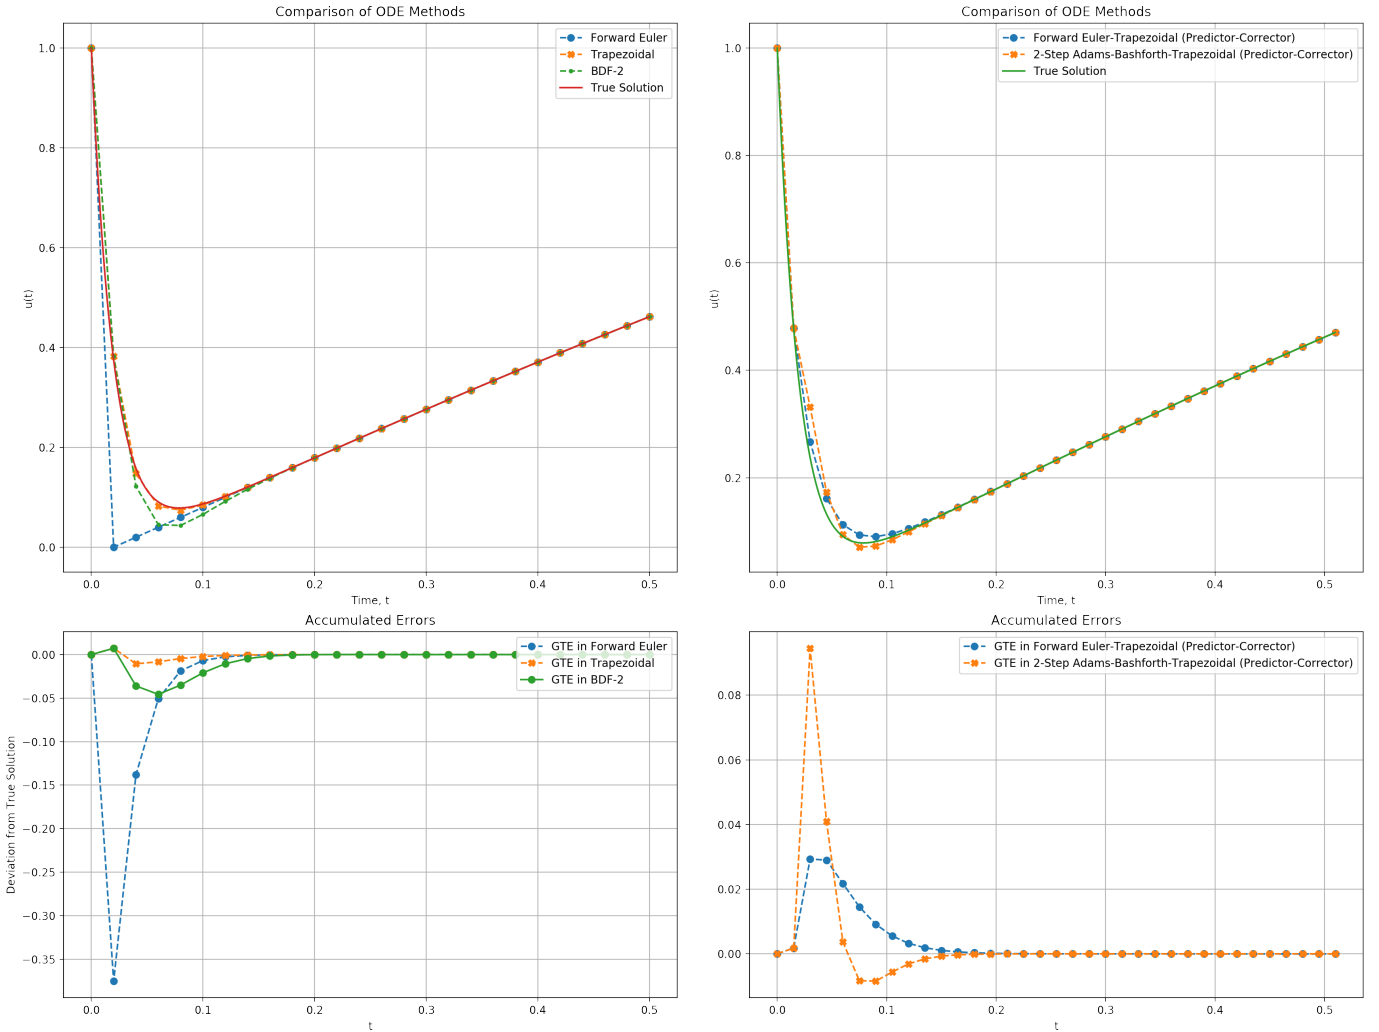 Comparison of ODE Methods
u(t)
1.0
0.8
0.6
0.4
0.2
0.0
Forward Euler
Trapezoidal
BDF-2
True Solution
0.0 0.1 0.2 0.3 0.4 0.5
Time, t
Comparison of ODE Methods
u(t)
1.0
0.8
0.6
0.4
0.2
Forward Euler-Trapezoidal (Predictor-Corrector)
2-Step Adams-Bashforth-Trapezoidal (Predictor-Corrector)
True Solution
0.0 0.1 0.2 0.3 0.4 0.5
Time, t
Accumulated Errors
Deviation from True Solution
0.00
−0.05
−0.10
−0.15
−0.20
−0.25
−0.30
−0.35
GTE in Forward Euler
GTE in Trapezoidal
GTE in BDF-2
0.0 0.1 0.2 0.3 0.4 0.5
t
Accumulated Errors
0.08
0.06
0.04
0.02
0.00
GTE in Forward Euler-Trapezoidal (Predictor-Corrector)
GTE in 2-Step Adams-Bashforth-Trapezoidal (Predictor-Corrector)
0.0 0.1 0.2 0.3 0.4 0.5
t